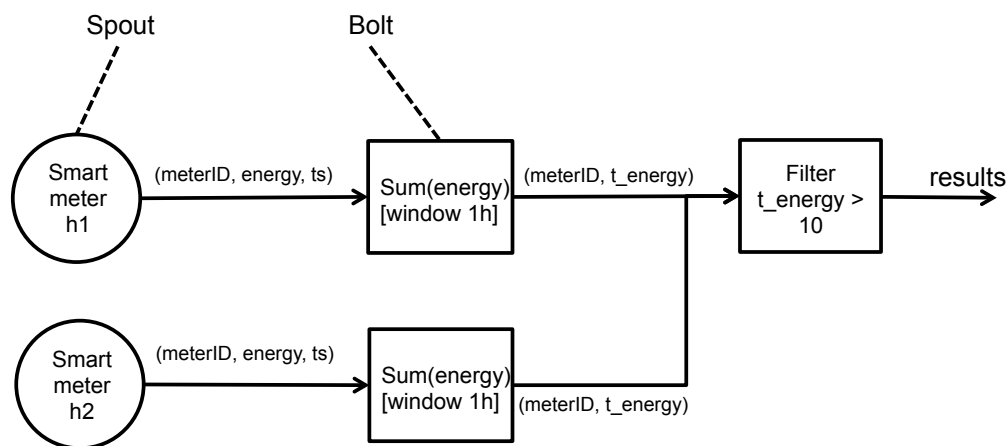 Spout
Bolt
Smart
meter
h1
(meterID, energy, ts)
Sum(energy)
[window 1h]
(meterID, t_energy)
Filter
t_energy >
10
results
Smart
meter
h2
(meterID, energy, ts)
Sum(energy)
[window 1h]
(meterID, t_energy)